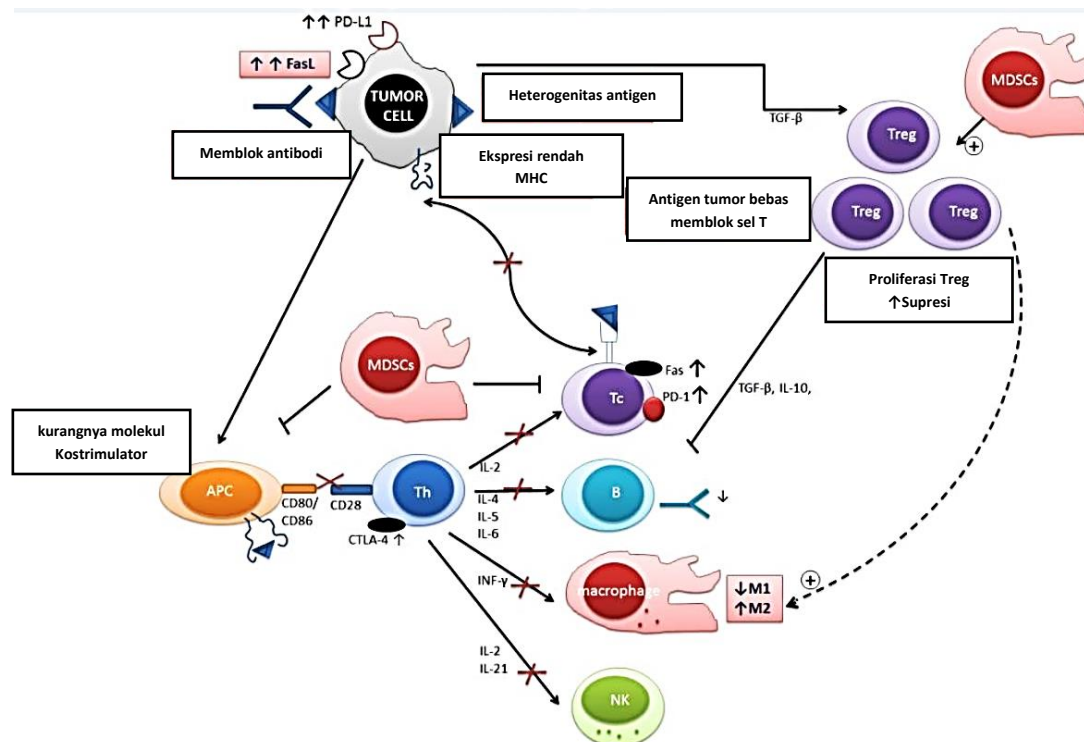 ↑↑ PD-L1
↑ ↑ FasL
TUMOR
CELL
Heterogenitas antigen
TGF-β
MDSCs
Treg
+
Memblok antibodi
Ekspresi rendah
MHC
Antigen tumor bebas
memblok sel T
Treg
Treg
Proliferasi Treg
↑Supresi
MDSCs
Fas ↑
PD-1 ↑
Tc
TGF-β, IL-10,
kurangnya molekul
Kostrimulator
IL-2
APC
CD80/
CD86
CD28
Th
CTLA-4 ↑
IL-4
IL-5
IL-6
B
↓
INF-γ
macrophage
↓M1
↑M2
+
IL-2
IL-21
NK